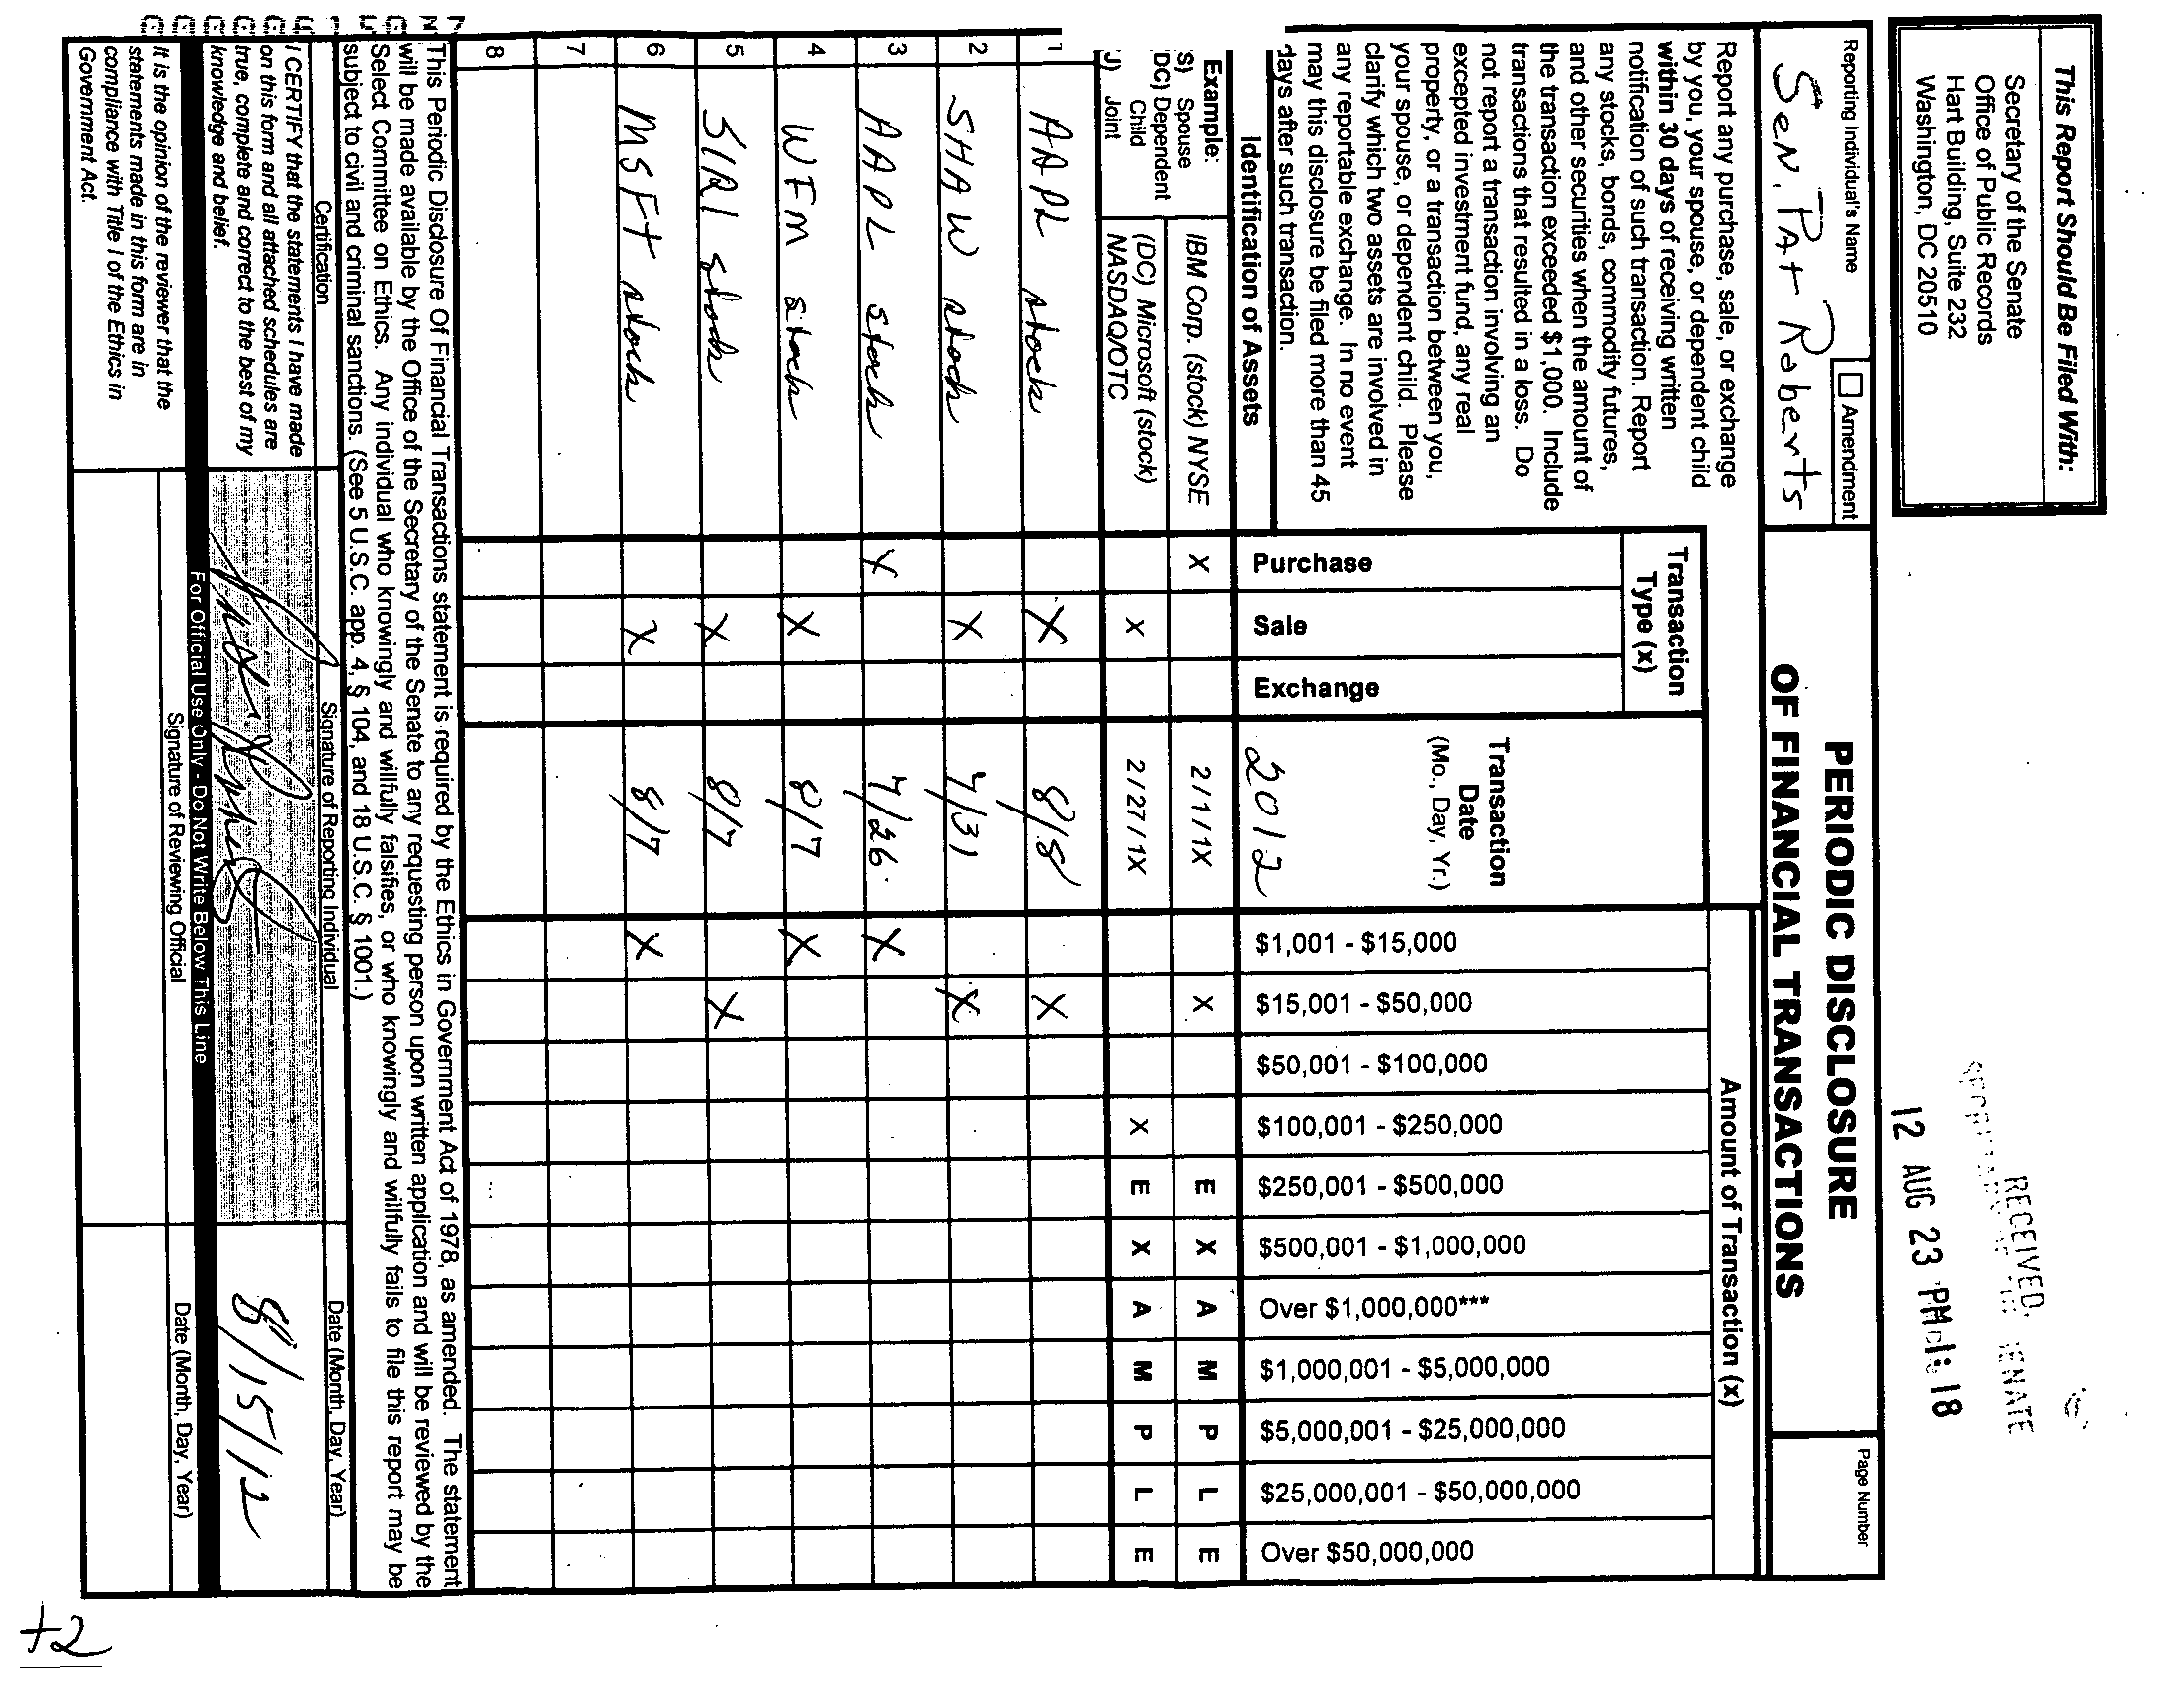 This Report Should Be Filed With:
Secretary of the Senate
Office of Public Records
Hart Building, Suite 232
Washington, DC 20510
RECEIVED
12 AUG 23 PM 18
Reporting Individual's Name
Amendment
Sen. Pat Roberts
PERIODIC DISCLOSURE
OF FINANCIAL TRANSACTIONS
Page Number
Report any purchase, sale, or exchange
by you, your spouse, or dependent child
within 30 days of receiving written
notification of such transaction. Report
any stocks, bonds, commodity futures,
and other securities when the amount of
the transaction exceeded $1,000. Include
transactions that resulted in a loss. Do
not report a transaction involving an
excepted investment fund, any real
property, or a transaction between you,
your spouse, or dependent child. Please
clarify which two assets are involved in
any reportable exchange. In no event
may this disclosure be filed more than 45
days after such transaction.
Identification of Assets
Transaction
Type (x)
Purchase
Sale
Exchange
Transaction
Date
(Mo., Day, Yr.)
2012
Amount of Transaction (x)
$1,001 - $15,000
$15,001 - $50,000
$50,001 - $100,000
$100,001 - $250,000
$250,001 - $500,000
$500,001 - $1,000,000
Over $1,000,000***
$1,000,001 - $5,000,000
$5,000,001 - $25,000,000
$25,000,001 - $50,000,000
Over $50,000,000
Example:
S) Spouse
DC) Dependent
Child
J) Joint
IBM Corp. (stock) NYSE X 2/1/1X X E X A M P L E
(DC) Microsoft (stock)
NASDAQ/OTC X 2/27/1X X E X A M P L E
1 AAPL stock X 8/8 X
2 SHAW stock X 7/31 X
3 AAPL stock X 7/26 X
4 WFM stock X 8/7 X
5 SIRI stock X 8/7 X
6 MSFT stock X 8/7 X
7
8
This Periodic Disclosure Of Financial Transactions statement is required by the Ethics in Government Act of 1978, as amended. The statement
will be made available by the Office of the Secretary of the Senate to any requesting person upon written application and will be reviewed by the
Select Committee on Ethics. Any individual who knowingly and willfully falsifies, or who knowingly and willfully fails to file this report may be
subject to civil and criminal sanctions. (See 5 U.S.C. app. 4, § 104, and 18 U.S.C. § 1001.)
Certification
Signature of Reporting Individual
Date (Month, Day, Year)
I CERTIFY that the statements I have made
on this form and all attached schedules are
true, complete and correct to the best of my
knowledge and belief.
8/15/12
For Official Use Only - Do Not Write Below This Line
It is the opinion of the reviewer that the
statements made in this form are in
compliance with Title I of the Ethics in
Government Act.
Signature of Reviewing Official
Date (Month, Day, Year)
+2